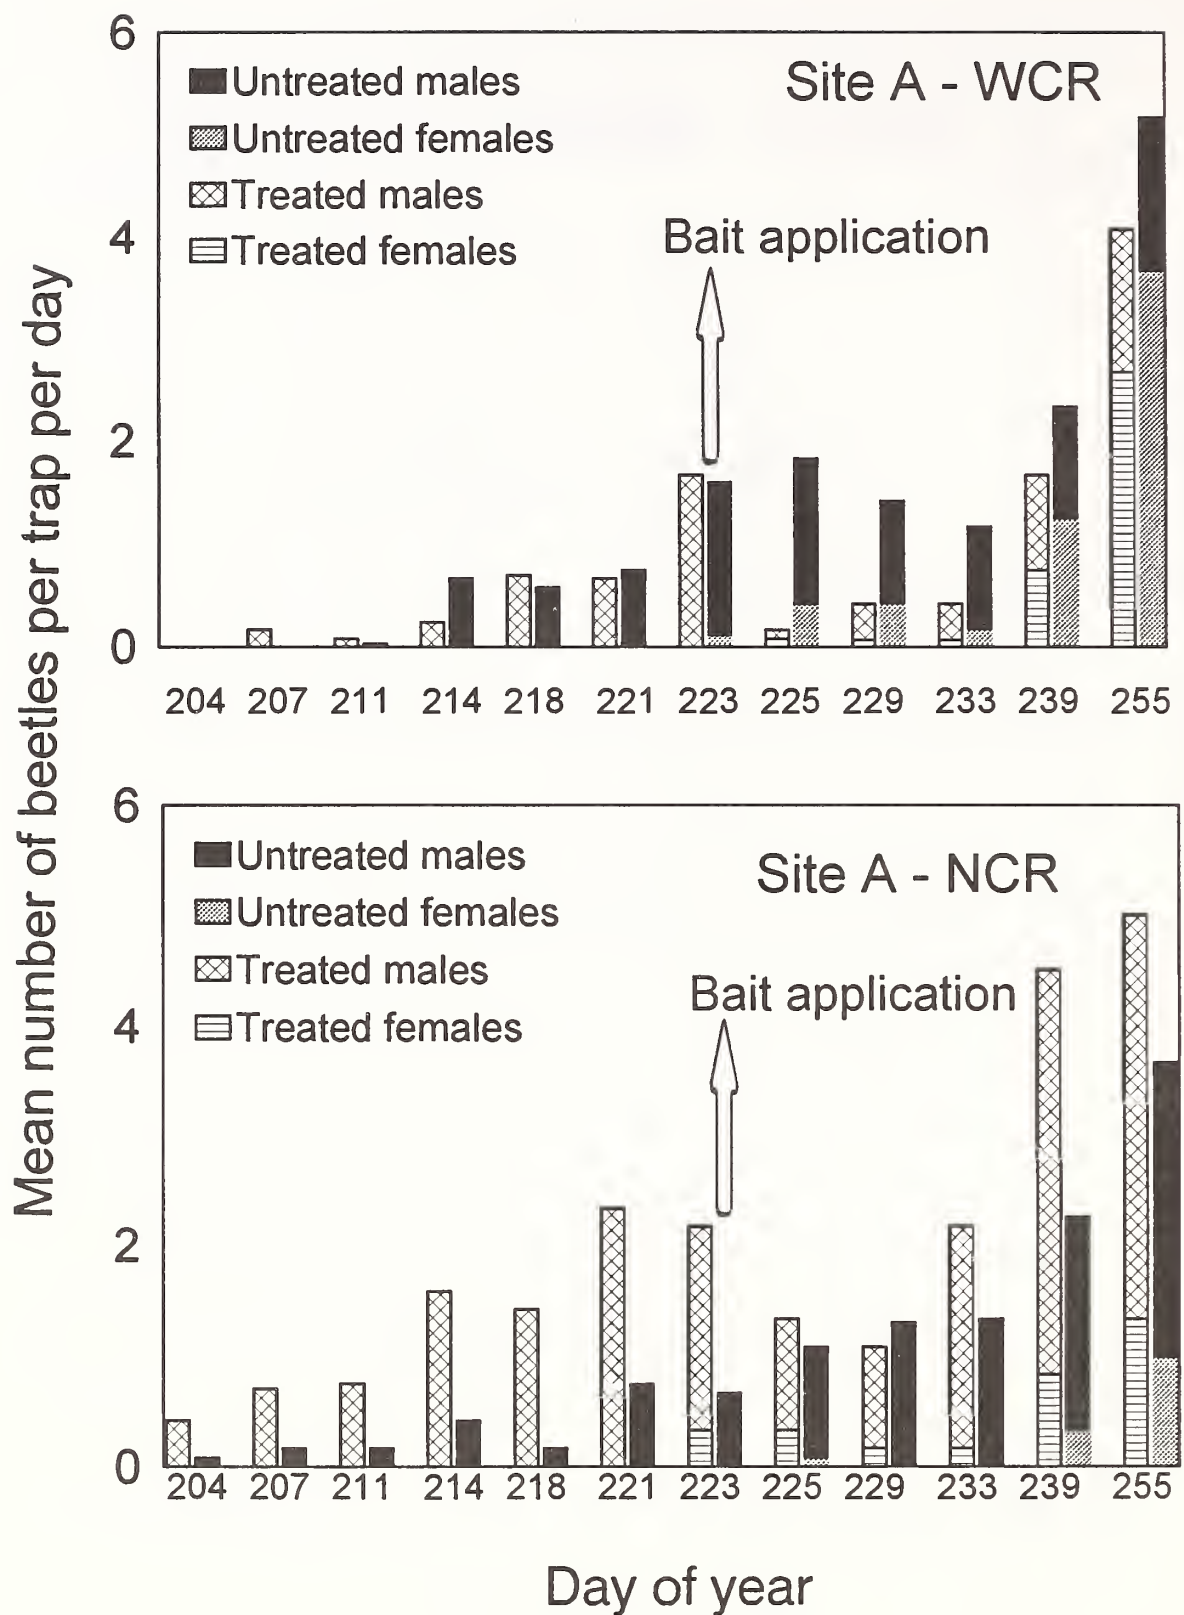 Mean number of beetles per trap per day
6
4
2
0
Untreated males
Untreated females
Treated males
Treated females
Site A - WCR
Bait application
204 207 211 214 218 221 223 225 229 233 239 255
6
4
2
0
Untreated males
Untreated females
Treated males
Treated females
Site A - NCR
Bait application
204 207 211 214 218 221 223 225 229 233 239 255
Day of year